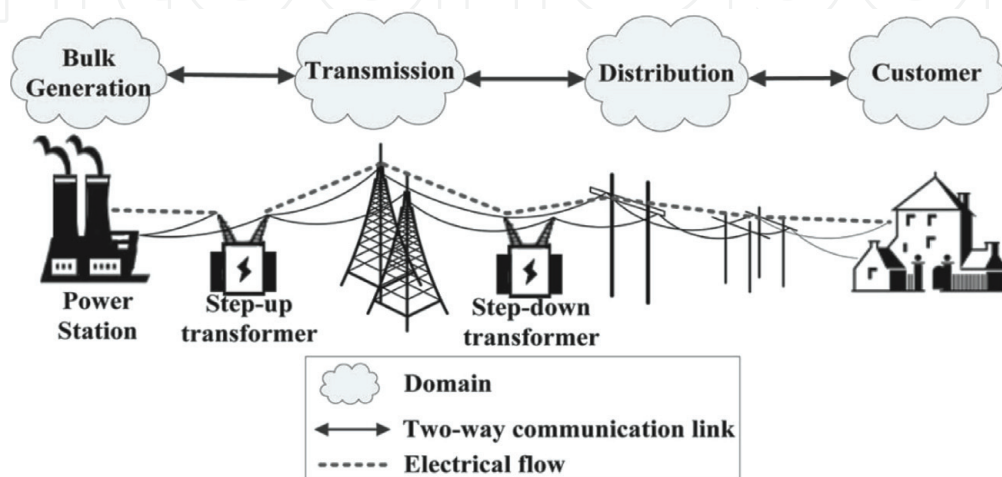 Bulk
Generation
Transmission
Distribution
Customer
Power
Station
Step-up
transformer
Step-down
transformer
Domain
Two-way communication link
Electrical flow